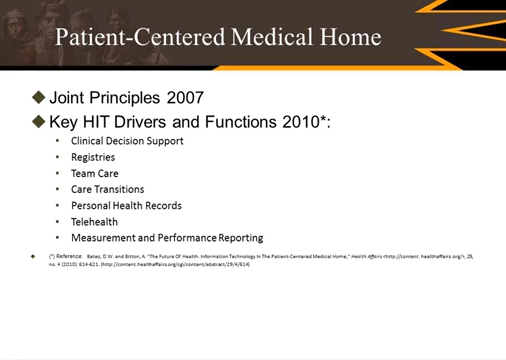 Patient-Centered Medical Home
Joint Principles 2007
Key HIT Drivers and Functions 2010*:
Clinical Decision Support
Registries
Team Care
Care Transitions
Personal Health Records
Telehealth
Measurement and Performance Reporting
(*) Reference: Batas, D.W. and Bitton, A. "The Future Of Health. Information Technology In The Patient-Centered Medical Home," Health Affairs <http://content. healthaffairs.org/>, 29,
no. 4 (2010): 614-621. (http://content.healthaffairs.org/cgi/content/abstract/29/4/614)